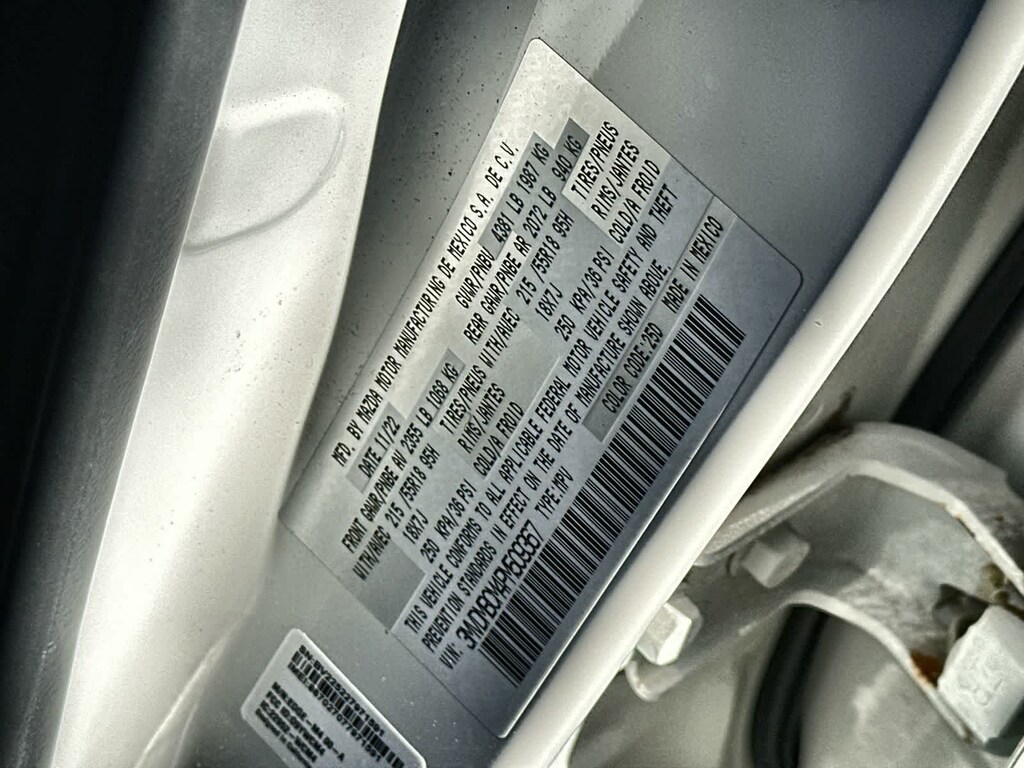 MFD. BY MAZDA MOTOR MANUFACTURING DE MEXICO S.A. DE C.V.
DATE 11/22 GVWR/PNBV 4381 LB 1987 KG
FRONT GAWR/PNBE AV 2355 LB 1068 KG REAR GAWR/PNBE AR 2072 LB 940 KG
WITH/AVEC 215 /55R18 95H TIRES/PNEUS WITH/AVEC 215 /55R18 95H TIRES/PNEUS
18X7J RIMS/JANTES 18X7J RIMS/JANTES
250 KPA/36 PSI COLD/A FROID 250 KPA/36 PSI COLD/A FROID
THIS VEHICLE CONFORMS TO ALL APPLICABLE FEDERAL MOTOR VEHICLE SAFETY AND THEFT
PREVENTION STANDARDS IN EFFECT ON THE DATE OF MANUFACTURE SHOWN ABOVE.
VIN: TYPE:MPV COLOR CODE:25D MADE IN MEXICO